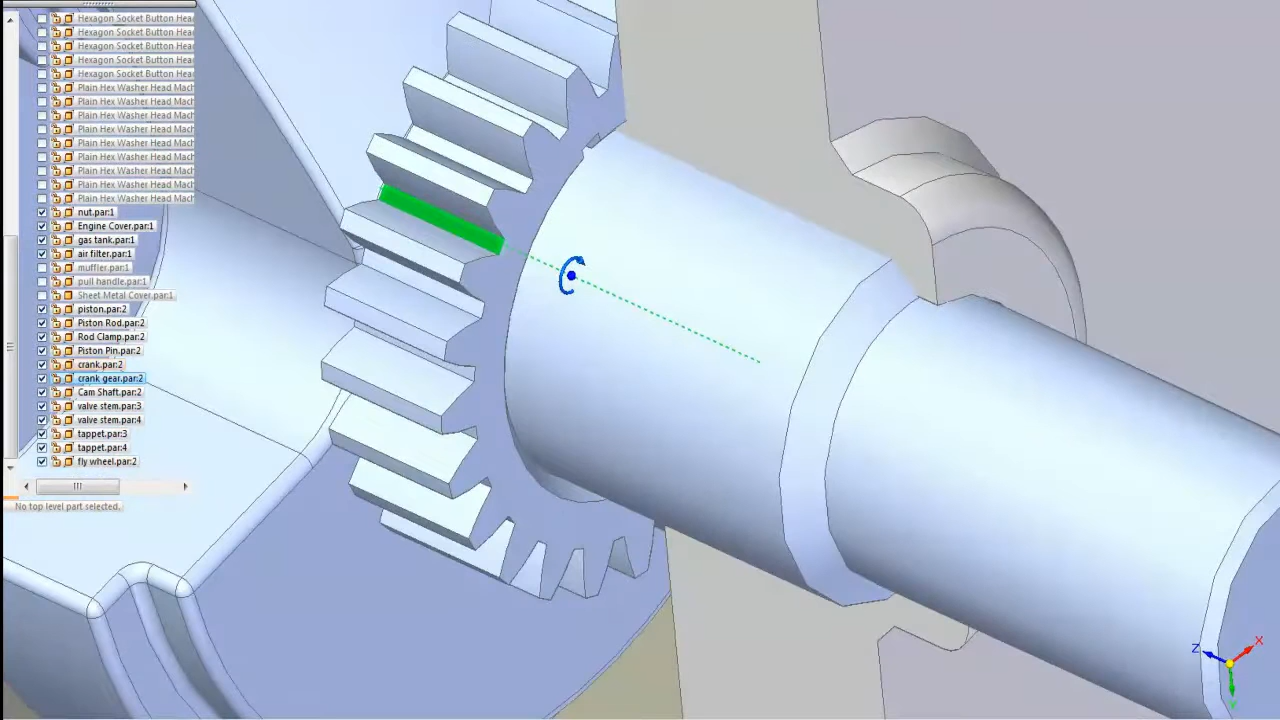 Hexagon Socket Button Hea
Hexagon Socket Button Hea
Hexagon Socket Button Hea
Hexagon Socket Button Hea
Hexagon Socket Button Hea
Plain Hex Washer Head Mach
Plain Hex Washer Head Mach
Plain Hex Washer Head Mach
Plain Hex Washer Head Mach
Plain Hex Washer Head Mach
Plain Hex Washer Head Mach
Plain Hex Washer Head Mach
Plain Hex Washer Head Mach
Plain Hex Washer Head Mach
nut.par:1
Engine Cover.par:1
gas tank.par:1
air filter.par:1
muffler.par:1
pull handle.par:1
Sheet Metal Cover.par:1
piston.par:2
Piston Rod.par:2
Rod Clamp.par:2
Piston Pin.par:2
crank.par:2
crank gear.par:2
Cam Shaft.par:2
valve stem.par:3
valve stem.par:4
tappet.par:3
tappet.par:4
fly wheel.par:2
No top level part selected.
X
Z
Y